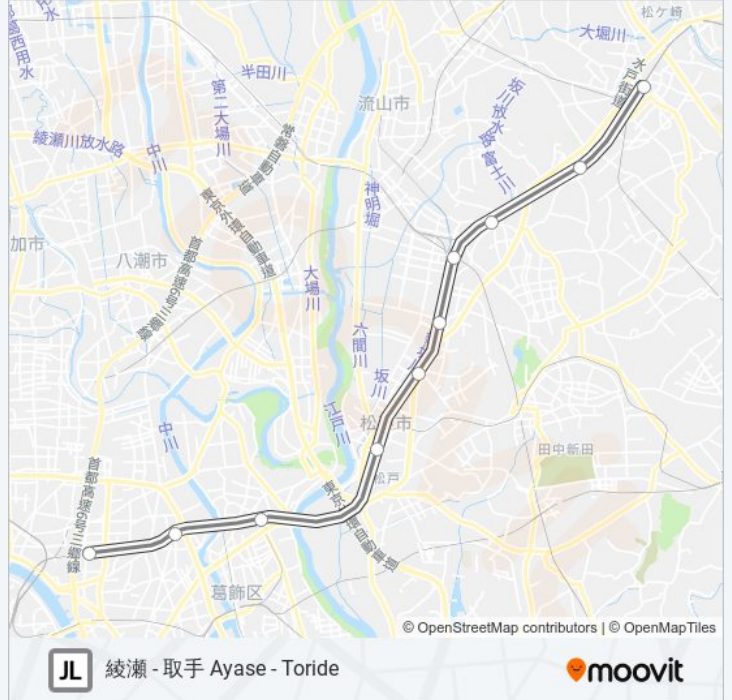 松ケ崎
大堀川
水戸街道
半田川
第二大場川
流山市
坂川放水路
富士川
綾瀬川放水路
中川
常磐自動車道
神明堀
東京外環自動車道
加市
八潮市
首都高速6号三郷線
大場川
六間川
坂川
江戸川
松戸市
中川
田中新田
松戸
首都高速6号三郷線
東京外環自動車道
葛飾区
© OpenStreetMap contributors | © OpenMapTiles
JL 綾瀬 - 取手 Ayase - Toride
moovit